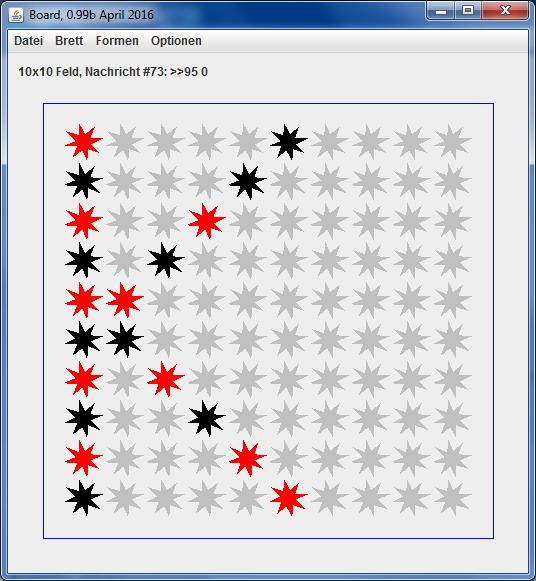 Board, 0.99b April 2016
Datei Brett Formen Optionen
10x10 Feld, Nachricht #73: >>95 0